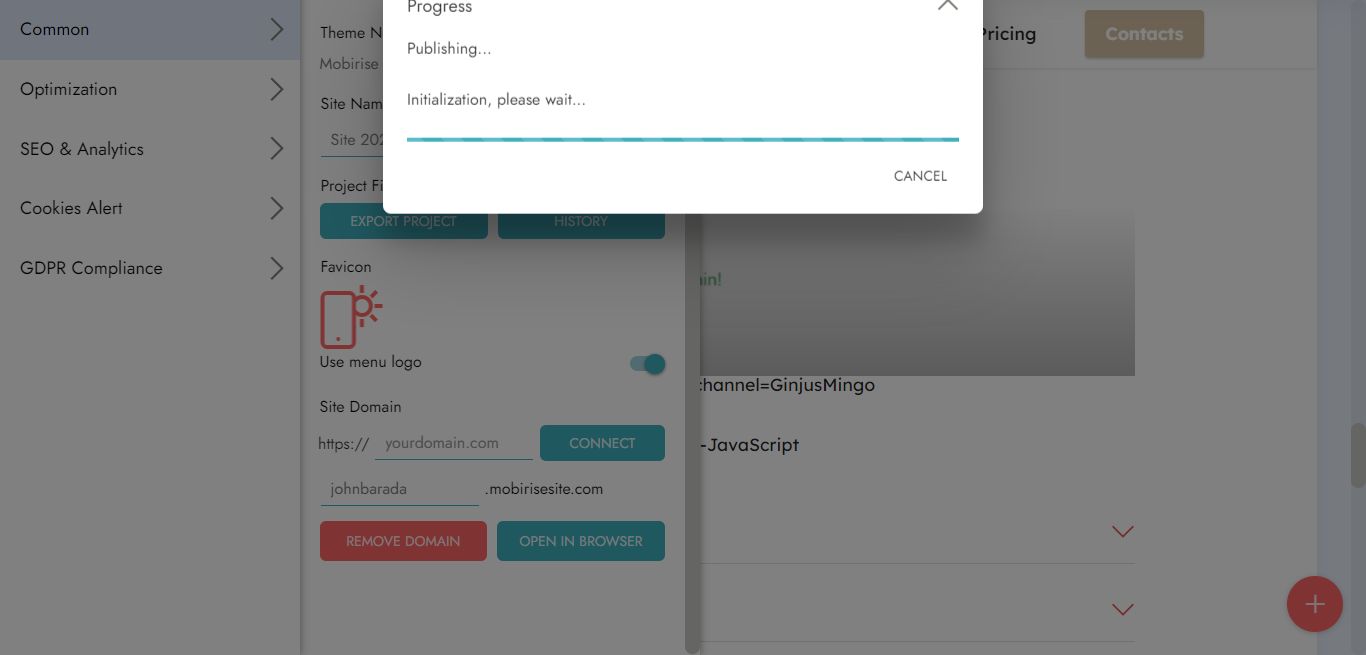 Common
Optimization
SEO & Analytics
Cookies Alert
GDPR Compliance
Theme N
Mobirise
Site Nam
Site 202
Project Fi
EXPORT PROJECT
HISTORY
Favicon
Use menu logo
Site Domain
https:// yourdomain.com CONNECT
johnbarada .mobirisesite.com
REMOVE DOMAIN
OPEN IN BROWSER
Progress
Publishing...
Initialization, please wait...
CANCEL
Pricing
Contacts
in!
channel=GinjusMingo
-JavaScript